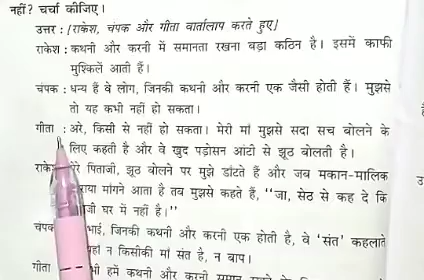 नहीं? चर्चा कीजिए।
उत्तर : [राकेश, चंपक और गीता वार्तालाप करते हुए]
राकेश : कथनी और करनी में समानता रखना बड़ा कठिन है। इसमें काफी
मुश्किलें आती हैं।
चंपक : धन्य हैं वे लोग, जिनकी कथनी और करनी एक जैसी होती हैं। मुझसे
तो यह कभी नहीं हो सकता।
गीता : अरे, किसी से नहीं हो सकता। मेरी माँ मुझसे सदा सच बोलने के
लिए कहती है और वे खुद पड़ोसन आंटी से झूठ बोलती है।
पिताजी, झूठ बोलने पर मुझे डांटते हैं और जब मकान-मालिक
मांगने आता है तब मुझसे कहते हैं, ‘‘जा, सेठ से कह दे कि
घर में नहीं है।’’
भाई, जिनकी कथनी और करनी एक होती है, वे ‘संत’ कहलाते
न किसीकी मां संत है, न बाप।
गीता हमें कथनी और करनी समान